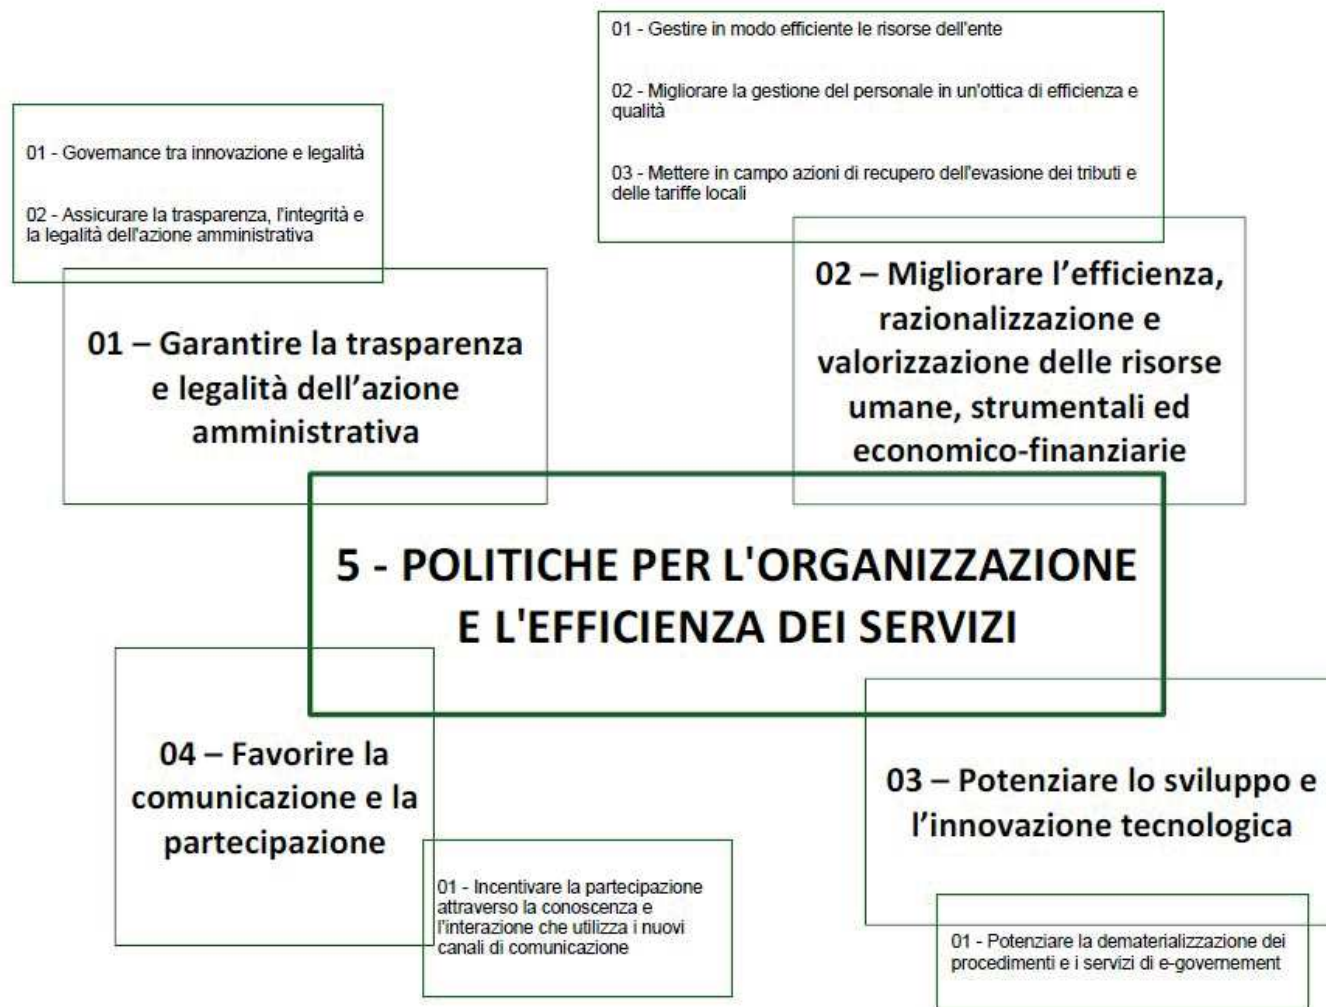 01 - Governance tra innovazione e legalità
02 - Assicurare la trasparenza, l'integrità e
la legalità dell'azione amministrativa
01 – Garantire la trasparenza
e legalità dell’azione
amministrativa
01 - Gestire in modo efficiente le risorse dell'ente
02 - Migliorare la gestione del personale in un'ottica di efficienza e
qualità
03 - Mettere in campo azioni di recupero dell'evasione dei tributi e
delle tariffe locali
02 – Migliorare l’efficienza,
razionalizzazione e
valorizzazione delle risorse
umane, strumentali ed
economico-finanziarie
5 - POLITICHE PER L'ORGANIZZAZIONE
E L'EFFICIENZA DEI SERVIZI
04 – Favorire la
comunicazione e la
partecipazione
01 - Incentivare la partecipazione
attraverso la conoscenza e
l'interazione che utilizza i nuovi
canali di comunicazione
03 – Potenziare lo sviluppo e
l’innovazione tecnologica
01 - Potenziare la dematerializzazione dei
procedimenti e i servizi di e-governement